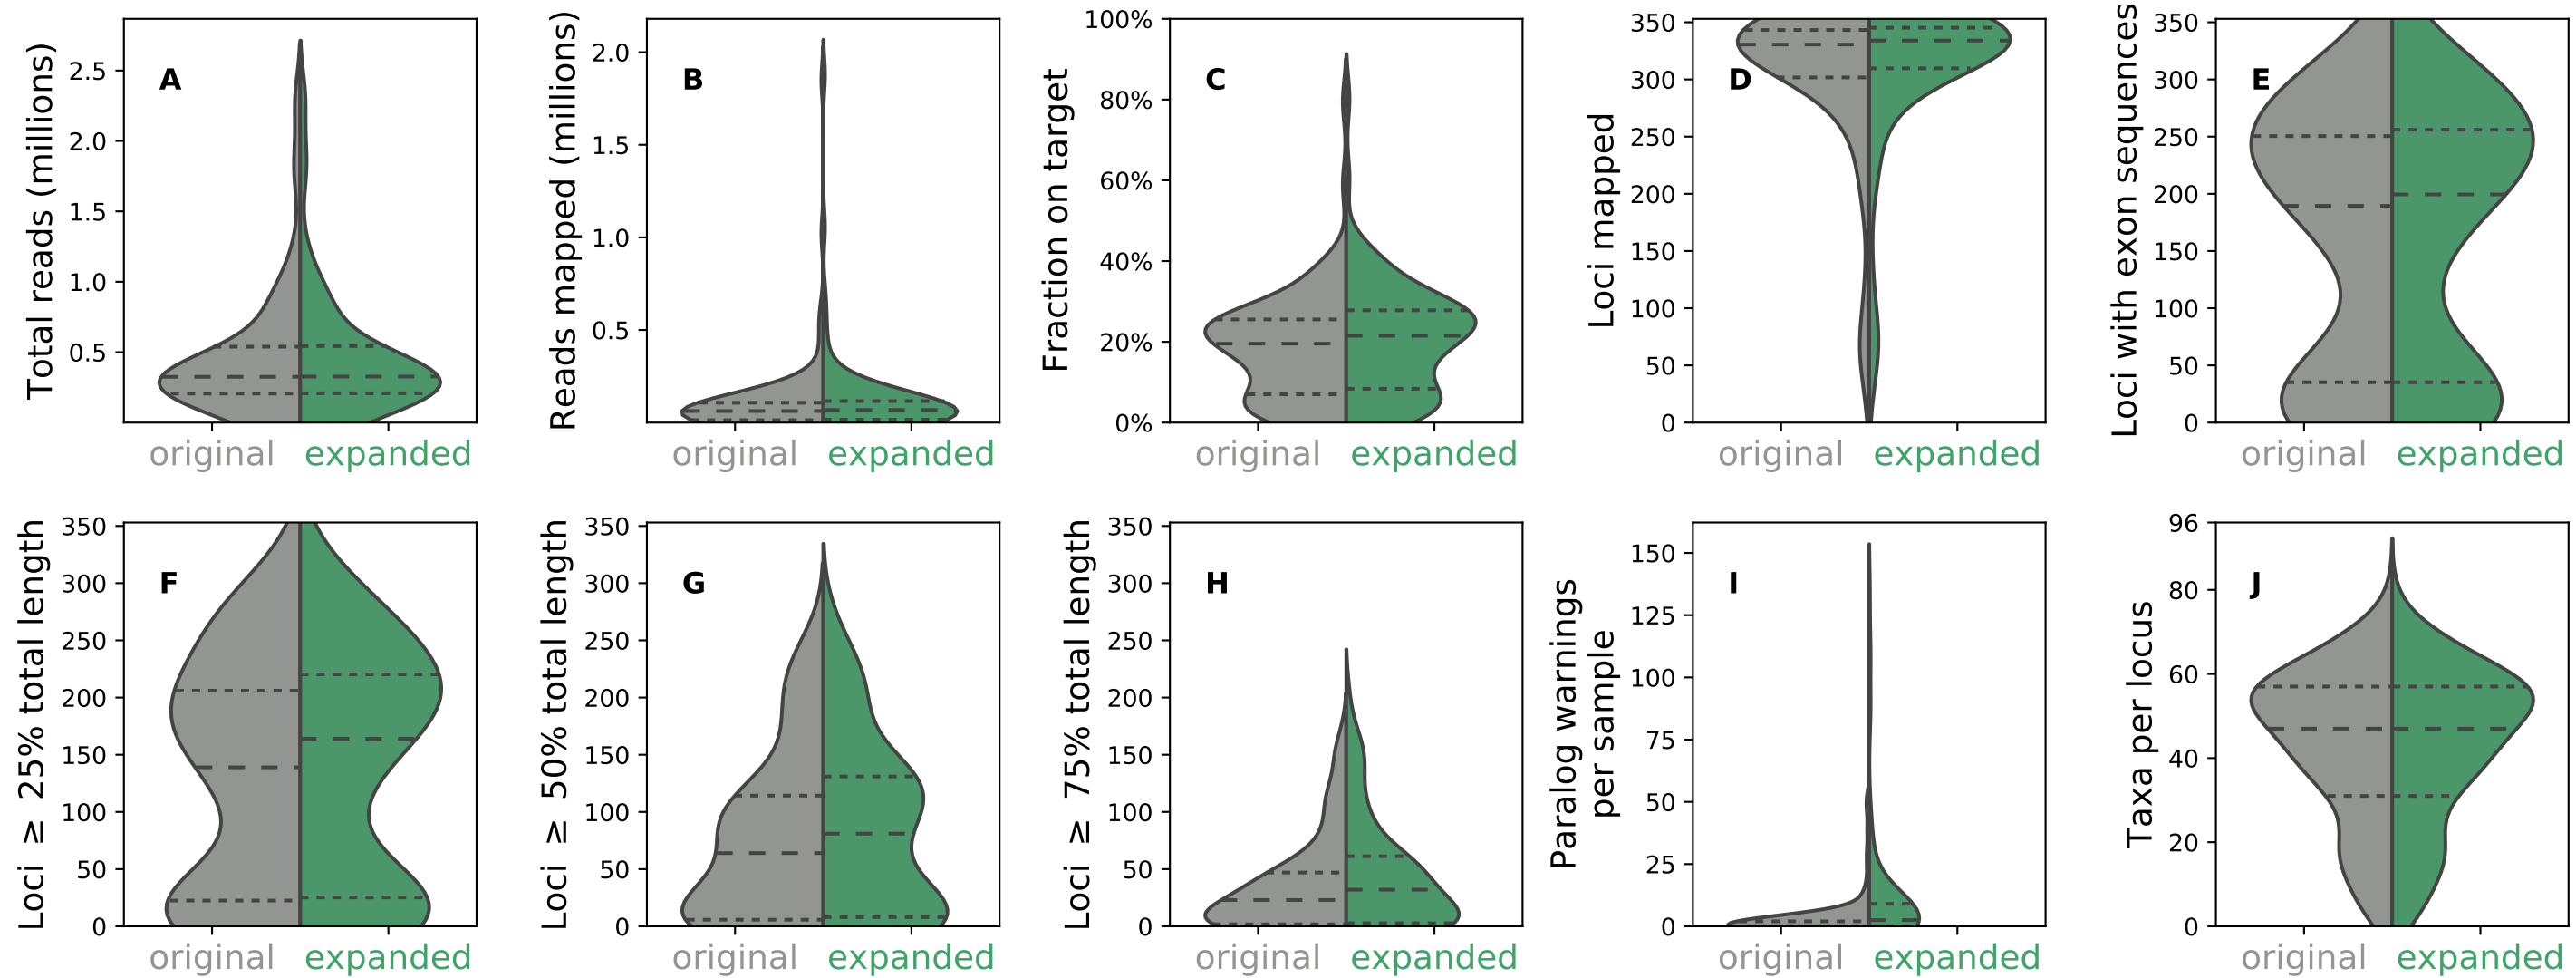 Total reads (millions)
2.5
2.0
1.5
1.0
0.5
A
original expanded
Reads mapped (millions)
2.0
1.5
1.0
0.5
B
original expanded
Fraction on target
100%
80%
60%
40%
20%
0%
C
original expanded
Loci mapped
350
300
250
200
150
100
50
0
D
original expanded
Loci with exon sequences
350
300
250
200
150
100
50
0
E
original expanded
Loci ≥ 25% total length
350
300
250
200
150
100
50
0
F
original expanded
Loci ≥ 50% total length
350
300
250
200
150
100
50
0
G
original expanded
Loci ≥ 75% total length
350
300
250
200
150
100
50
0
H
original expanded
Paralog warnings
per sample
150
125
100
75
50
25
0
I
original expanded
Taxa per locus
96
80
60
40
20
0
J
original expanded